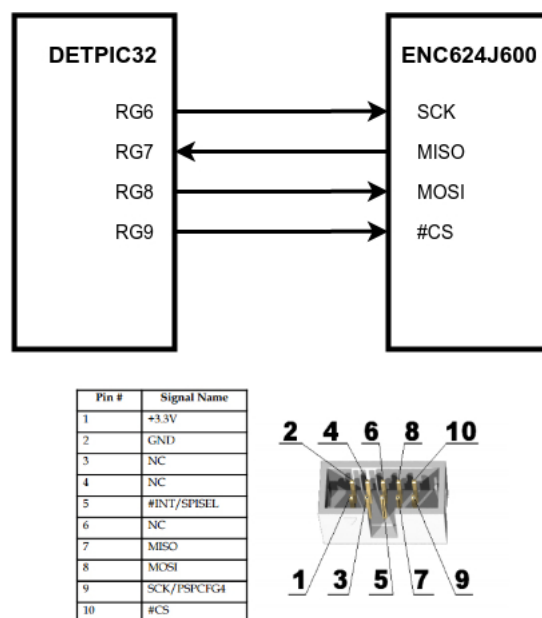 DETPIC32 ENC624J600
RG6 SCK
RG7 MISO
RG8 MOSI
RG9 #CS
Pin # Signal Name
1 +3.3V
2 GND
3 NC
4 NC
5 #INT/SPISEL
6 NC
7 MISO
8 MOSI
9 SCK/PSPCFG4
10 #CS
2 4 6 8 10
1 3 5 7 9